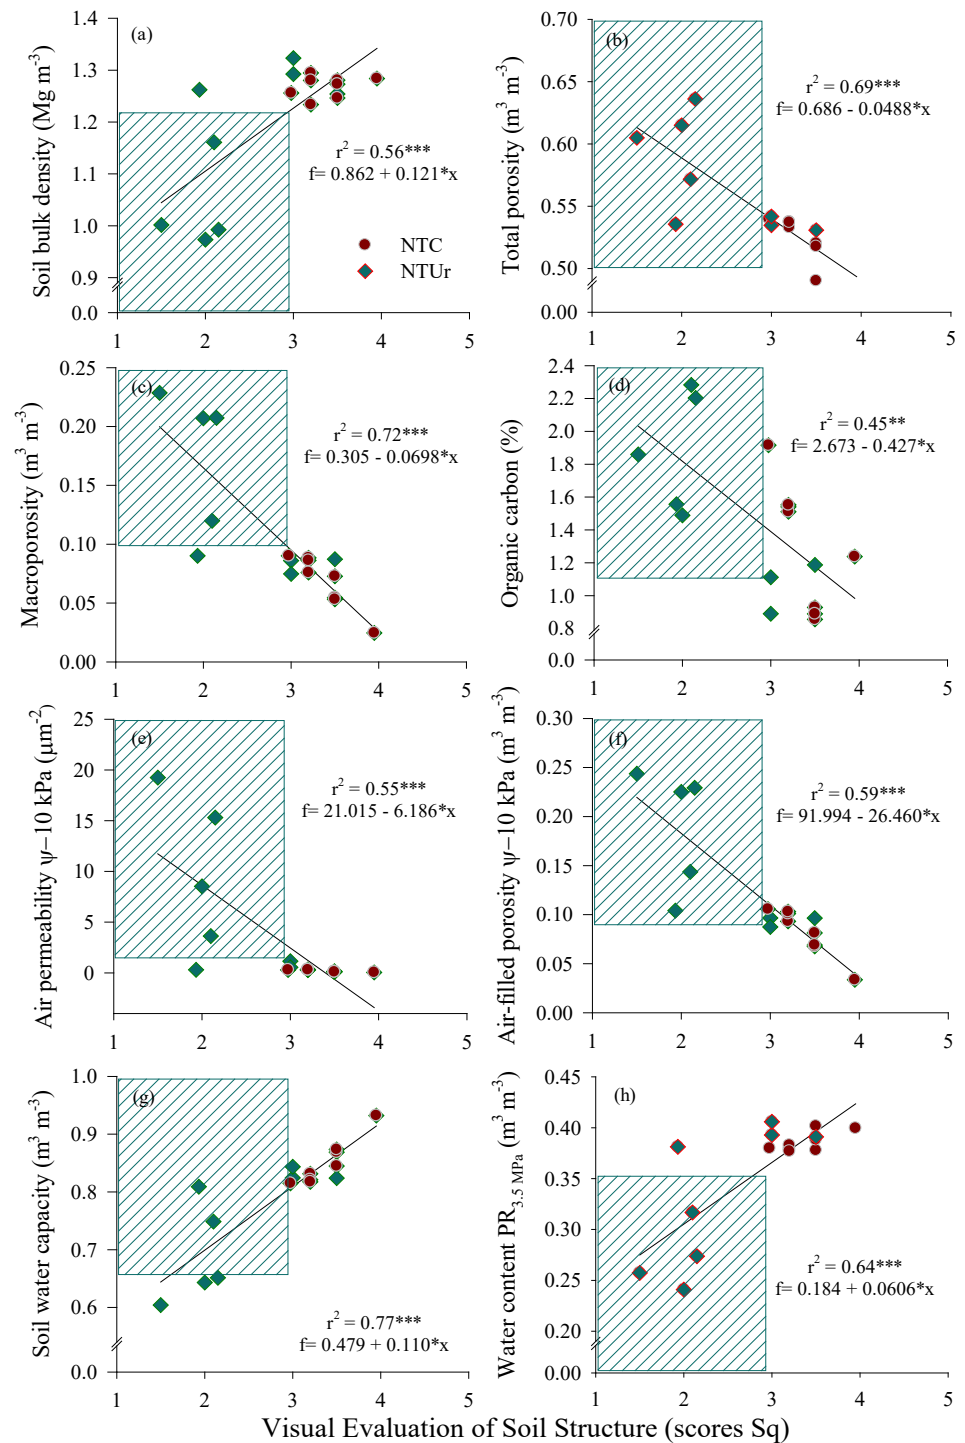 Soil bulk density (Mg m⁻³)
1.4
1.3
1.2
1.1
1.0
0.9
0.0
(a)
r² = 0.56***
f= 0.862 + 0.121*x
NTC
NTUr
1 2 3 4 5
Total porosity (m³ m⁻³)
0.70
0.65
0.60
0.55
0.50
0.00
(b)
r² = 0.69***
f= 0.686 - 0.0488*x
1 2 3 4 5
Macroporosity (m³ m⁻³)
0.25
0.20
0.15
0.10
0.05
0.00
(c)
r² = 0.72***
f= 0.305 - 0.0698*x
1 2 3 4 5
Organic carbon (%)
2.4
2.2
2.0
1.8
1.6
1.4
1.2
1.0
0.8
0.0
(d)
r² = 0.45**
f= 2.673 - 0.427*x
1 2 3 4 5
Air permeability ψ−10 kPa (μm⁻²)
25
20
15
10
5
0
(e)
r² = 0.55***
f= 21.015 - 6.186*x
1 2 3 4 5
Air-filled porosity ψ−10 kPa (m³ m⁻³)
0.30
0.25
0.20
0.15
0.10
0.05
0.00
(f)
r² = 0.59***
f= 91.994 - 26.460*x
1 2 3 4 5
Soil water capacity (m³ m⁻³)
1.0
0.9
0.8
0.7
0.6
0.0
(g)
r² = 0.77***
f= 0.479 + 0.110*x
1 2 3 4 5
Water content PR₃.₅ MPa (m³ m⁻³)
0.45
0.40
0.35
0.30
0.25
0.20
0.00
(h)
r² = 0.64***
f= 0.184 + 0.0606*x
1 2 3 4 5
Visual Evaluation of Soil Structure (scores Sq)